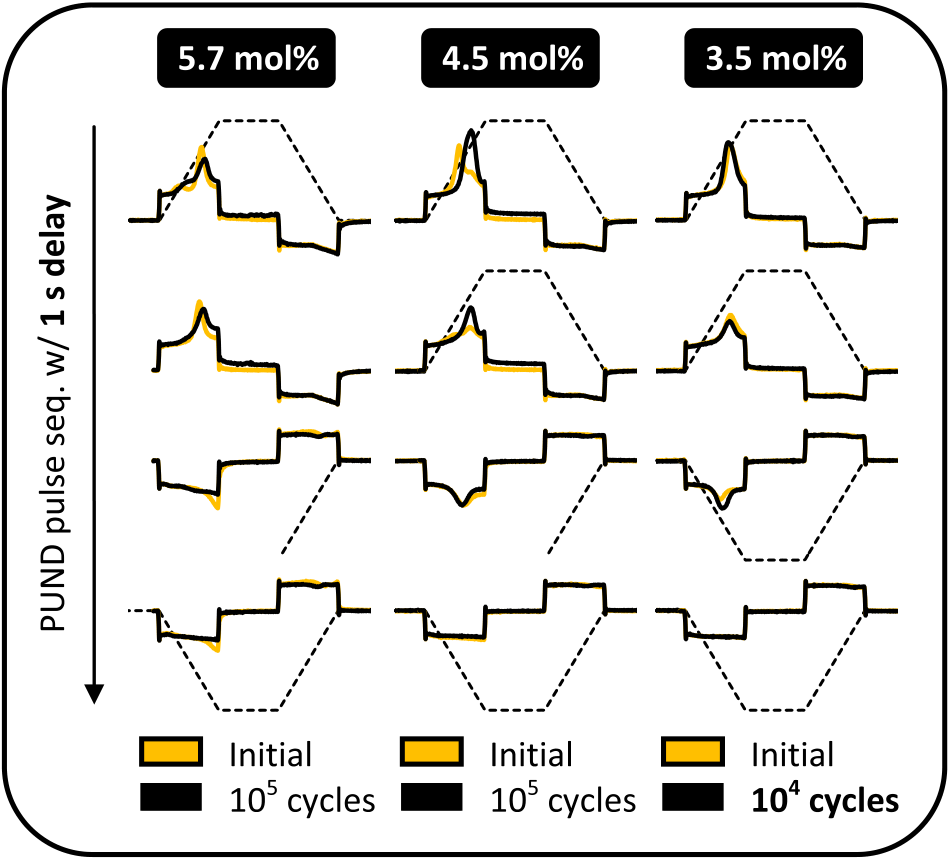 5.7 mol%
4.5 mol%
3.5 mol%
PUND pulse seq. w/ 1 s delay
Initial
Initial
Initial
10⁵ cycles
10⁵ cycles
10⁴ cycles